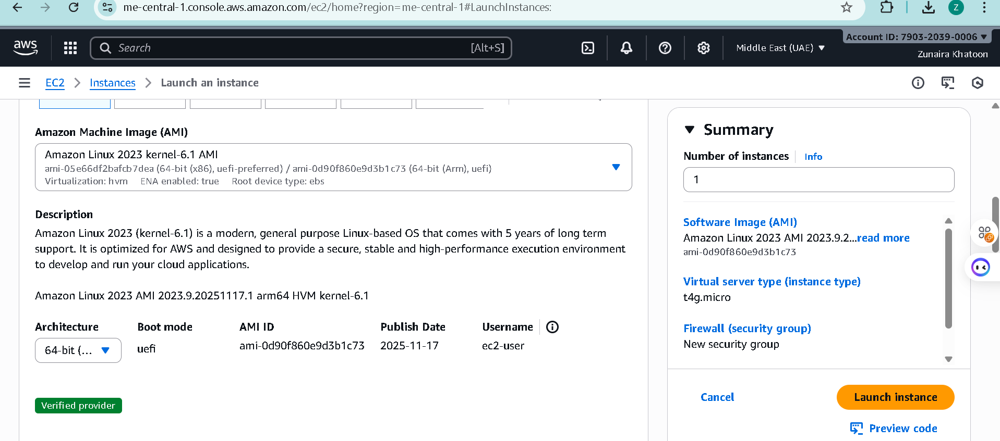 me-central-1.console.aws.amazon.com/ec2/home?region=me-central-1#LaunchInstances:
Z
aws
Search
[Alt+S]
Middle East (UAE)
Account ID: 7903-2039-0006
Zunaira Khatoon
EC2
Instances
Launch an instance
Amazon Machine Image (AMI)
Amazon Linux 2023 kernel-6.1 AMI
ami-05e66df2bafcb7dea (64-bit (x86), uefi-preferred) / ami-0d90f860e9d3b1c73 (64-bit (Arm), uefi)
Virtualization: hvm ENA enabled: true Root device type: ebs
Description
Amazon Linux 2023 (kernel-6.1) is a modern, general purpose Linux-based OS that comes with 5 years of long term
support. It is optimized for AWS and designed to provide a secure, stable and high-performance execution environment
to develop and run your cloud applications.
Amazon Linux 2023 AMI 2023.9.20251117.1 arm64 HVM kernel-6.1
Architecture Boot mode AMI ID Publish Date Username
64-bit (... uefi ami-0d90f860e9d3b1c73 2025-11-17 ec2-user
Verified provider
Summary
Number of instances Info
1
Software Image (AMI)
Amazon Linux 2023 AMI 2023.9.2...read more
ami-0d90f860e9d3b1c73
Virtual server type (instance type)
t4g.micro
Firewall (security group)
New security group
Cancel
Launch instance
Preview code